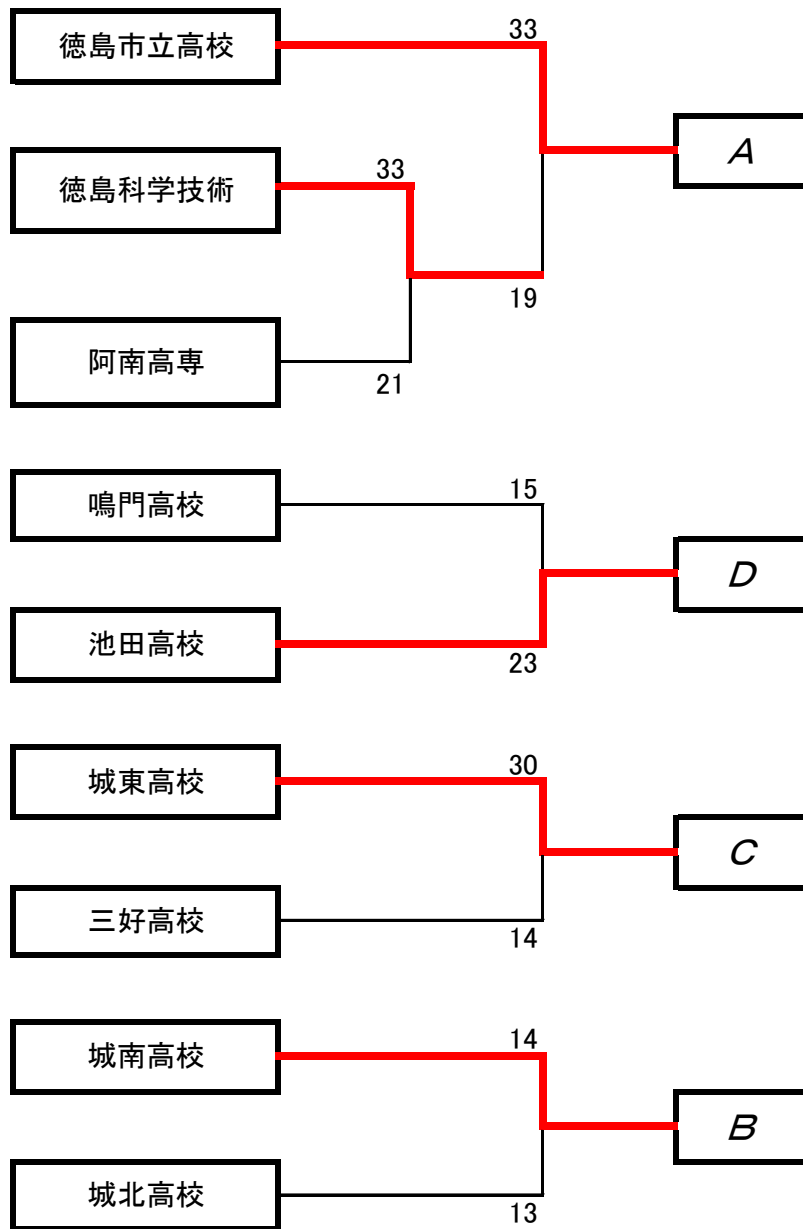 徳島市立高校
33
A
徳島科学技術
33
19
阿南高専
21
鳴門高校
15
D
池田高校
23
城東高校
30
C
三好高校
14
城南高校
14
B
城北高校
13